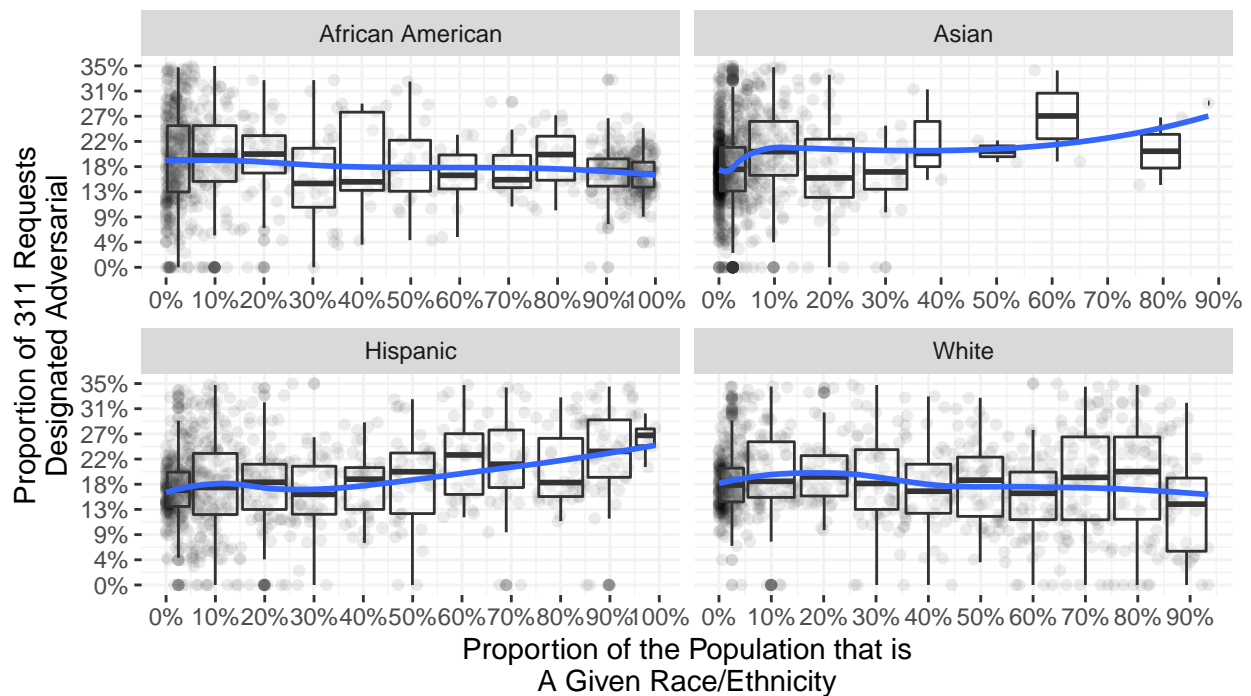 African American
Asian
35%
31%
27%
22%
18%
13%
9%
4%
0%
0% 10% 20% 30% 40% 50% 60% 70% 80% 90% 100%
0% 10% 20% 30% 40% 50% 60% 70% 80% 90%
Hispanic
White
35%
31%
27%
22%
18%
13%
9%
4%
0%
0% 10% 20% 30% 40% 50% 60% 70% 80% 90% 100%
0% 10% 20% 30% 40% 50% 60% 70% 80% 90%
Proportion of 311 Requests
Designated Adversarial
Proportion of the Population that is
A Given Race/Ethnicity